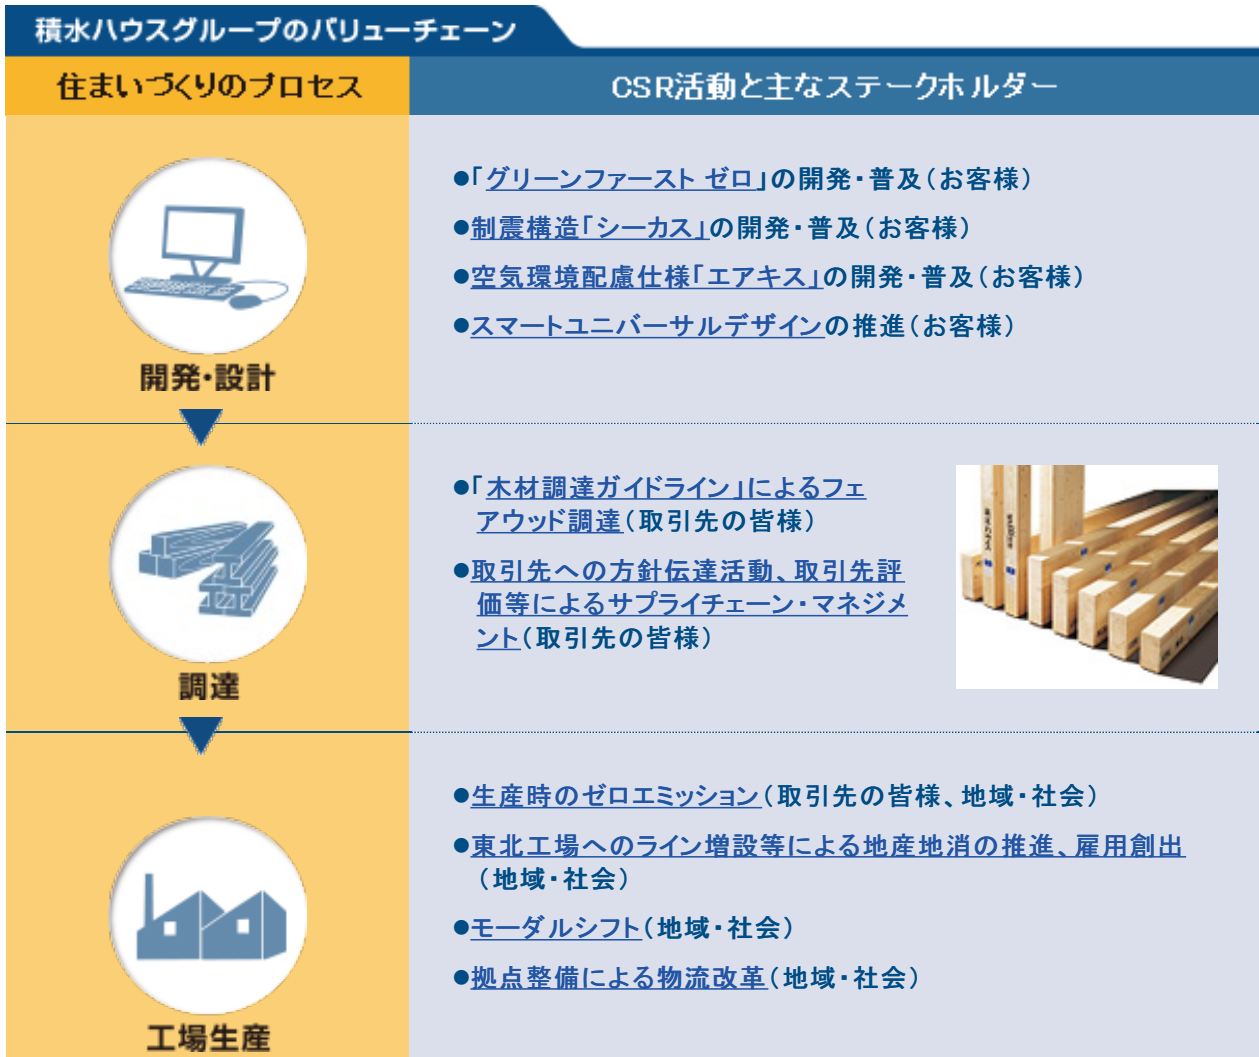 積水ハウスグループのバリューチェーン
住まいづくりのプロセス
CSR活動と主なステークホルダー
●「グリーンファースト ゼロ」の開発・普及(お客様)
●制震構造「シーカス」の開発・普及(お客様)
●空気環境配慮仕様「エアキス」の開発・普及(お客様)
●スマートユニバーサルデザインの推進(お客様)
開発・設計
●「木材調達ガイドライン」によるフェ
アウッド調達(取引先の皆様)
●取引先への方針伝達活動、取引先評
価等によるサプライチェーン・マネジメ
ント(取引先の皆様)
調達
●生産時のゼロエミッション(取引先の皆様、地域・社会)
●東北工場へのライン増設等による地産地消の推進、雇用創出
(地域・社会)
●モーダルシフト(地域・社会)
●拠点整備による物流改革(地域・社会)
工場生産